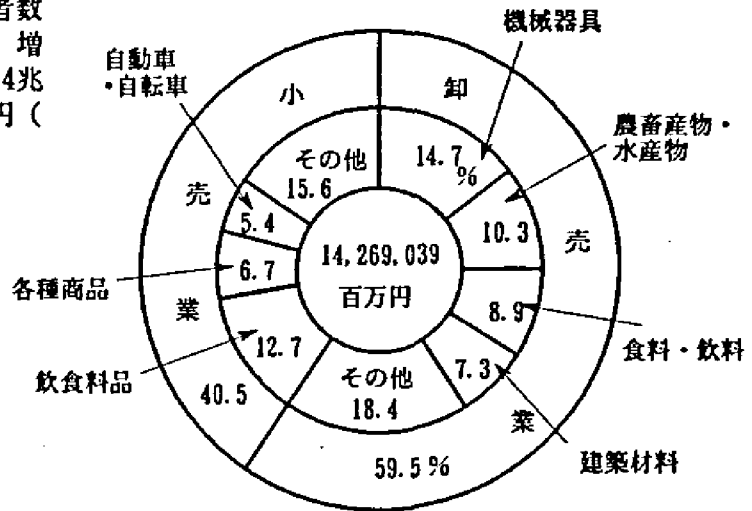 者数
増
4兆
円（
機械器具
自動車
・自転車
小
卸
農畜産物・
水産物
その他
15.6
14.7
%
売
5.4
10.3
売
14,269,039
百万円
各種商品
6.7
8.9
業
食料・飲料
飲食料品
12.7
その他
18.4
7.3
40.5
業
建築材料
59.5%